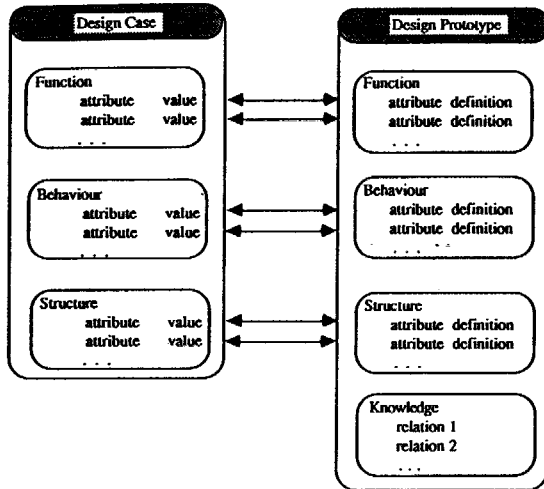 Design Case
Function
attribute value
attribute value
. . .
Behaviour
attribute value
attribute value
. . .
Structure
attribute value
attribute value
. . .
Design Prototype
Function
attribute definition
attribute definition
. . .
Behaviour
attribute definition
attribute definition
. . .
Structure
attribute definition
attribute definition
. . .
Knowledge
relation 1
relation 2
. . .